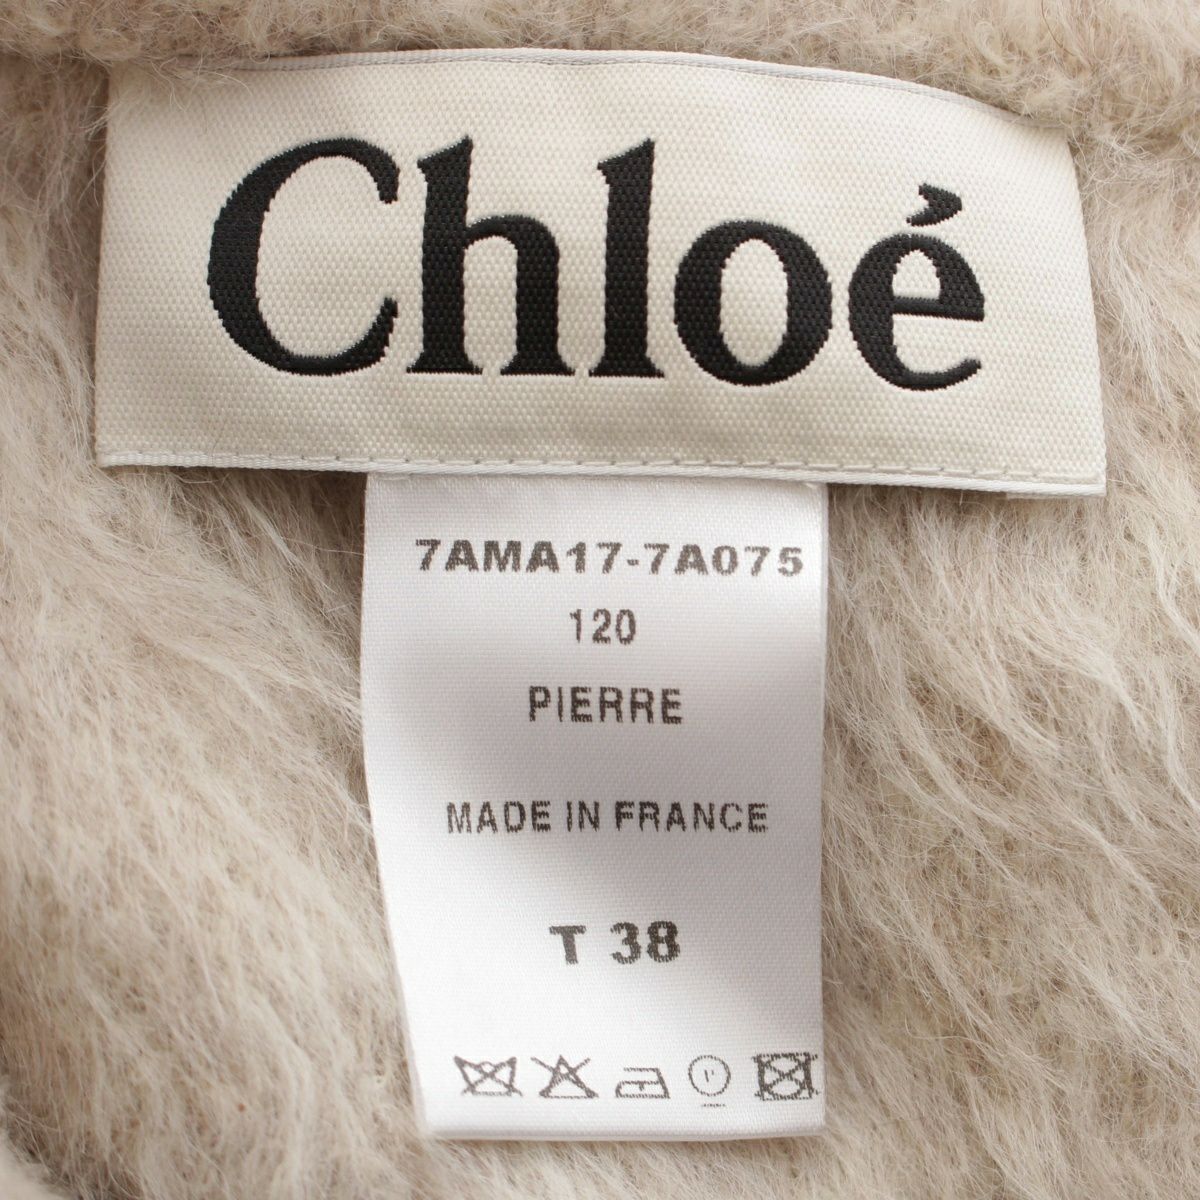 Chloé
7AMA17-7A075
120
PIERRE
MADE IN FRANCE
T 38